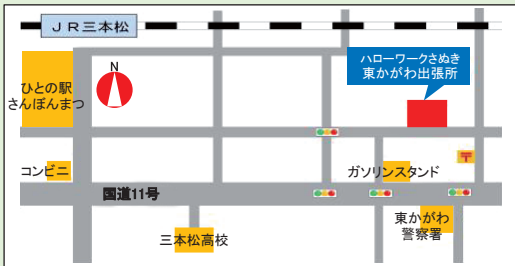 JR三本松
ひとの駅
さんぽんまつ
N
ハローワークさぬき
東かがわ出張所
〒
コンビニ
ガソリンスタンド
国道11号
東かがわ
警察署
三本松高校